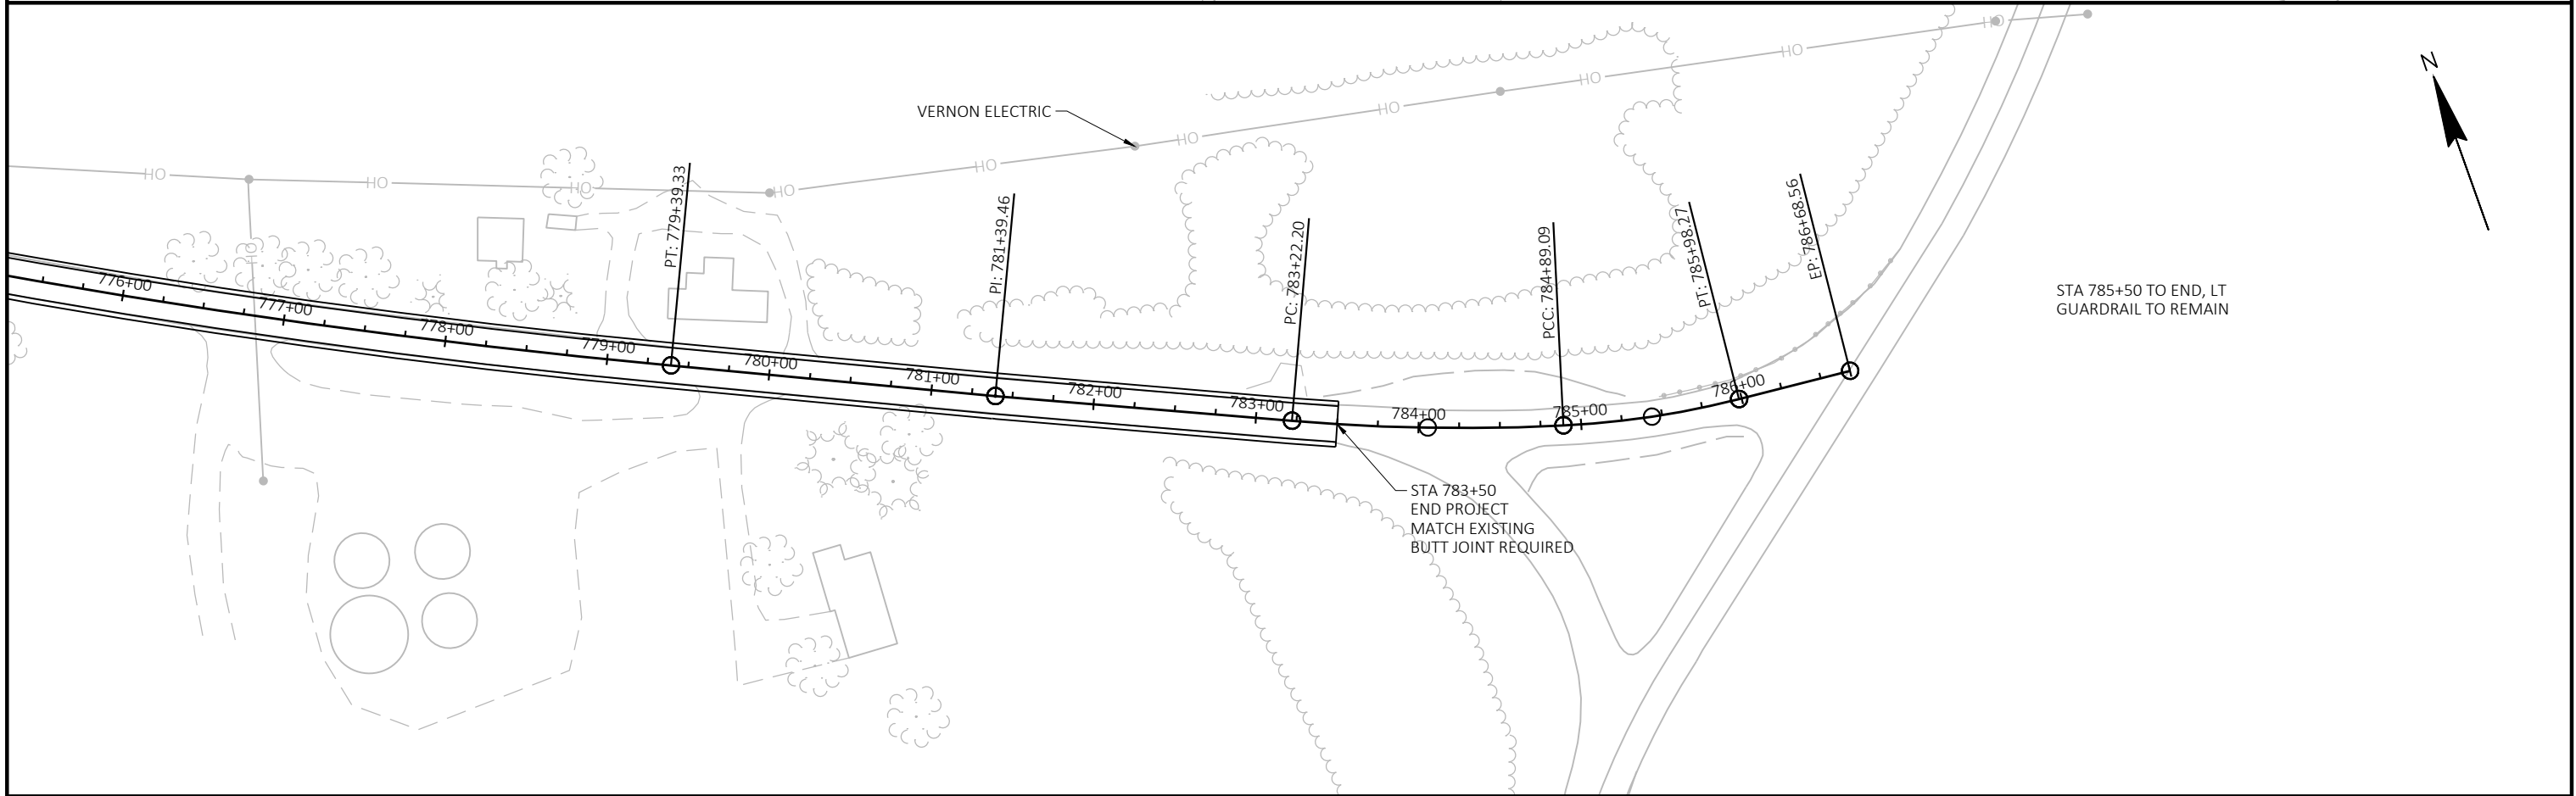 HO
HO
HO
HO
HO
HO
HO
HO
HO
HO
HO
N
VERNON ELECTRIC
PT: 779+39.33
PI: 781+39.46
PC: 783+22.20
PCC: 784+89.09
PT: 785+98.27
EP: 786+68.56
776+00
777+00
778+00
779+00
780+00
781+00
782+00
783+00
784+00
785+00
786+00
STA 785+50 TO END, LT
GUARDRAIL TO REMAIN
STA 783+50
END PROJECT
MATCH EXISTING
BUTT JOINT REQUIRED